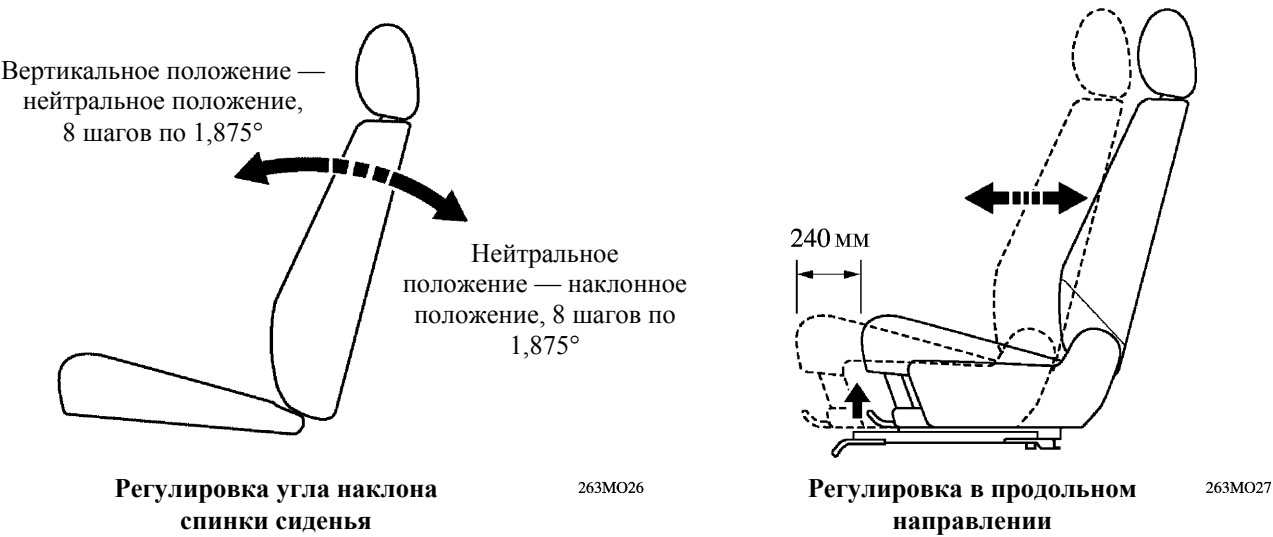 Вертикальное положение —
нейтральное положение,
8 шагов по 1,875°
Нейтральное
положение — наклонное
положение, 8 шагов по
1,875°
Регулировка угла наклона
спинки сиденья
263MO26
240 мм
Регулировка в продольном
направлении
263MO27